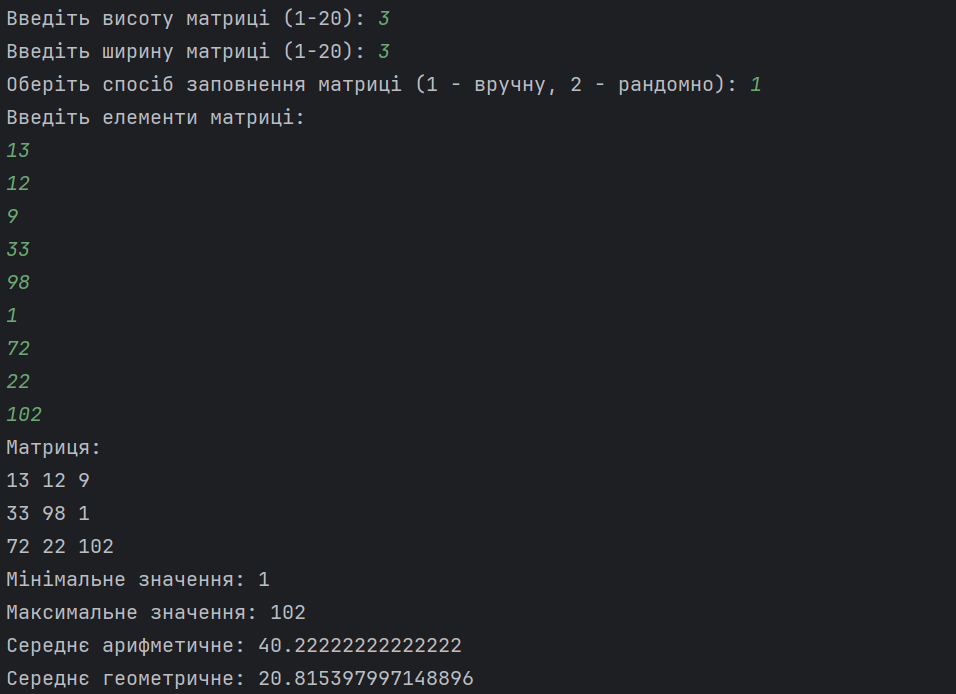 Введіть висоту матриці (1-20): 3
Введіть ширину матриці (1-20): 3
Оберіть спосіб заповнення матриці (1 - вручну, 2 - рандомно): 1
Введіть елементи матриці:
13
12
9
33
98
1
72
22
102
Матриця:
13 12 9
33 98 1
72 22 102
Мінімальне значення: 1
Максимальне значення: 102
Середнє арифметичне: 40.22222222222222
Середнє геометричне: 20.815397997148896